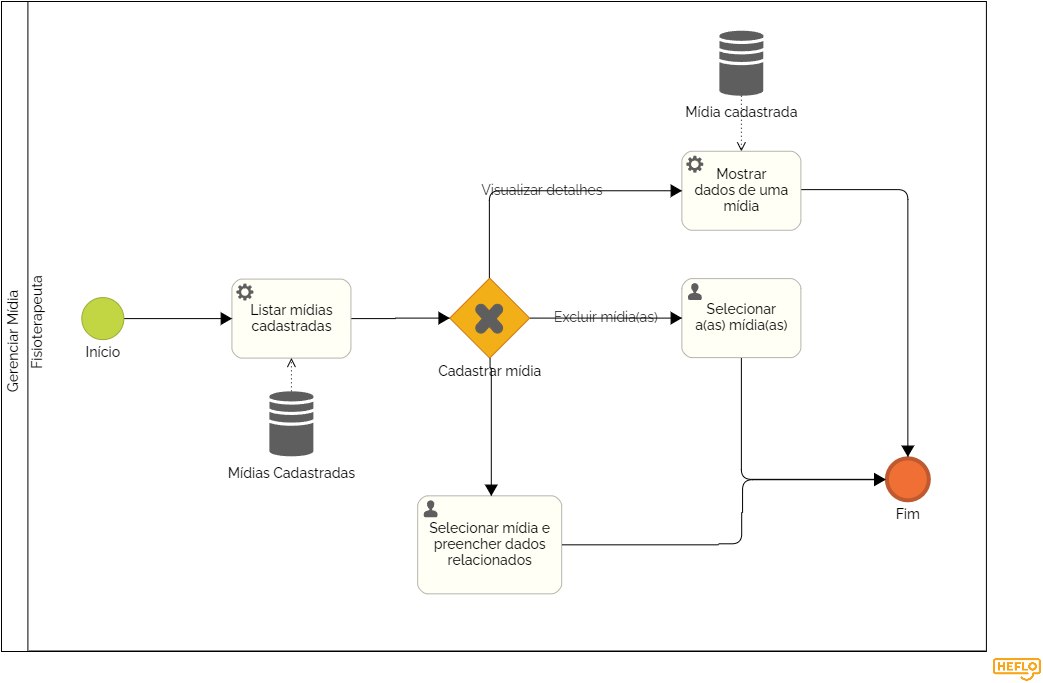 Gerenciar Mídia
Fisioterapeuta
Mídia cadastrada
Visualizar detalhes
Mostrar
dados de uma
mídia
Início
Listar mídias
cadastradas
Excluir mídia(as)
Selecionar
a(as) mídia(as)
Cadastrar mídia
Mídias Cadastradas
Selecionar mídia e
preencher dados
relacionados
Fim
HEFLO